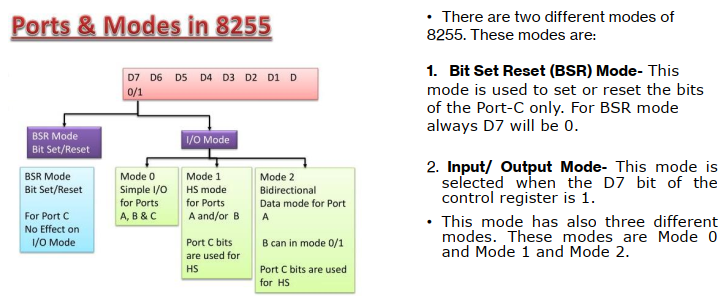 Ports & Modes in 8255
D7 D6 D5 D4 D3 D2 D1 D
0/1
BSR Mode
Bit Set/Reset
I/O Mode
BSR Mode
Bit Set/Reset
For Port C
No Effect on
I/O Mode
Mode 0
Simple I/O
for Ports
A, B & C
Mode 1
HS mode
for Ports
A and/or B
Port C bits
are used for
HS
Mode 2
Bidirectional
Data mode for Port
A
B can in mode 0/1
Port C bits are used
for HS
• There are two different modes of
8255. These modes are:
1. Bit Set Reset (BSR) Mode- This
mode is used to set or reset the bits
of the Port-C only. For BSR mode
always D7 will be 0.
2. Input/ Output Mode- This mode is
selected when the D7 bit of the
control register is 1.
• This mode has also three different
modes. These modes are Mode 0
and Mode 1 and Mode 2.